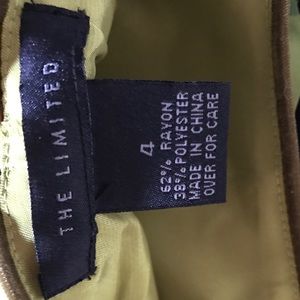 THE LIMITED
4
62% RAYON
38% POLYESTER
MADE IN CHINA
OVER FOR CARE